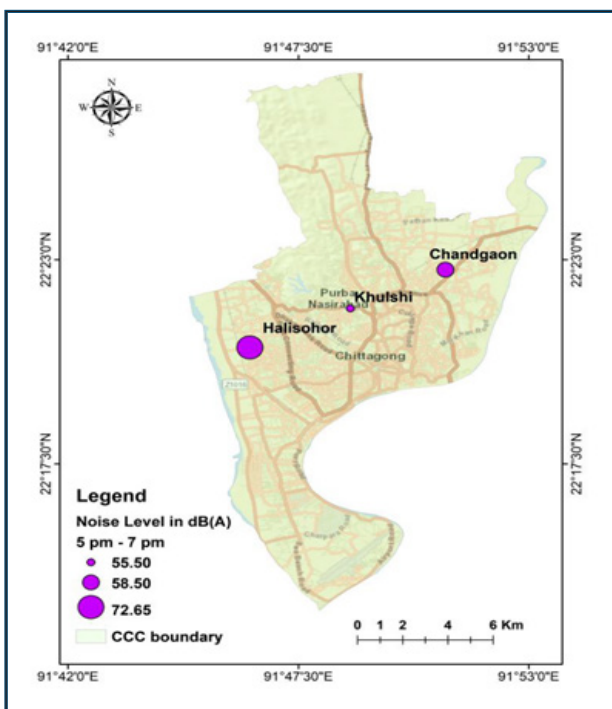 91°42'0"E 91°47'30"E 91°53'0"E
N
W E
S
22°23'0"N 22°23'0"N
Chandgaon
Khulshi
Purba
Nasirabad
Halisohor
Chittagong
Z1016
22°17'30"N 22°17'30"N
Legend
Noise Level in dB(A)
5 pm - 7 pm
55.50
58.50
72.65
CCC boundary
0 1 2 4 6 Km
91°42'0"E 91°47'30"E 91°53'0"E